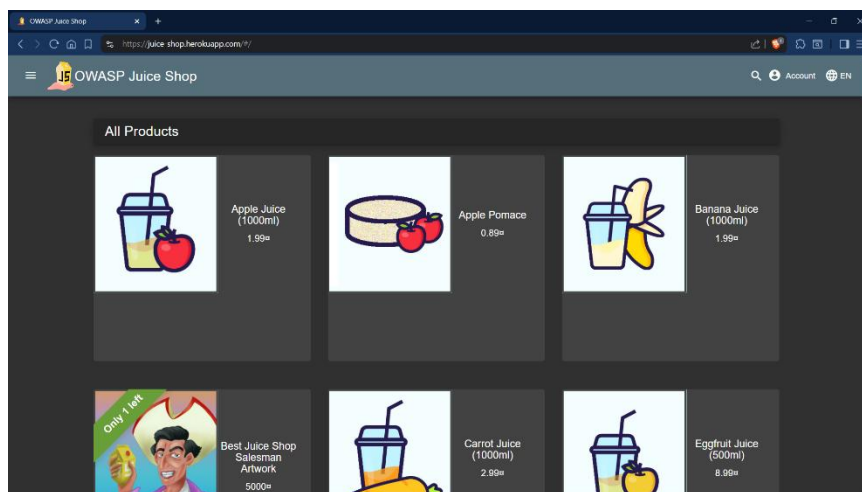 OWASP Juice Shop
https://juice-shop.herokuapp.com/#/
OWASP Juice Shop
Account
EN
All Products
Apple Juice
(1000ml)
1.99¤
Apple Pomace
0.89¤
Banana Juice
(1000ml)
1.99¤
Only 1 left
Best Juice Shop
Salesman
Artwork
5000¤
Carrot Juice
(1000ml)
2.99¤
Eggfruit Juice
(500ml)
8.99¤